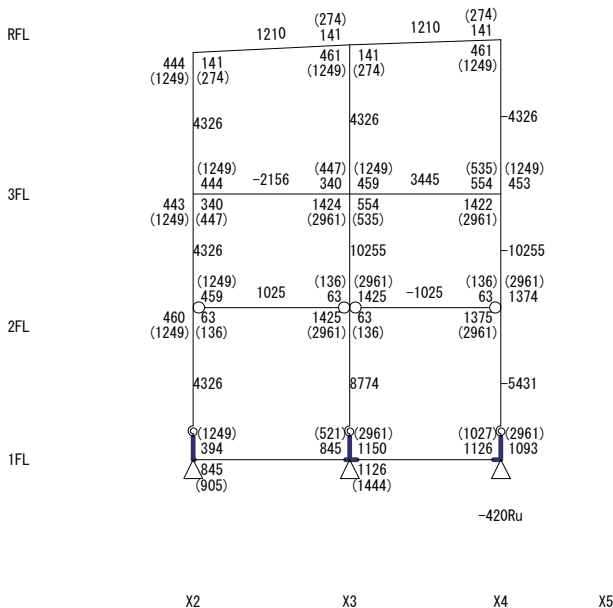 (274) (274)
RFL 1210 141 1210 141
444 141 461 141 461
(1249) (274) (1249) (274) (1249)
4326 4326 -4326
(1249) (447) (1249) (535) (1249)
444 -2156 340 459 3445 554 453
3FL
443 340 1424 554 1422
(1249) (447) (2961) (535) (2961)
4326 10255 -10255
(1249) (136) (2961) (136) (2961)
459 1025 63 1425 -1025 63 1374
2FL 460 63 1425 63 1375
(1249) (136) (2961) (136) (2961)
4326 8774 -5431
(1249) (521) (2961) (1027) (2961)
394 845 1150 1126 1093
1FL
845 1126
(905) (1444)
-420Ru
X2 X3 X4 X5